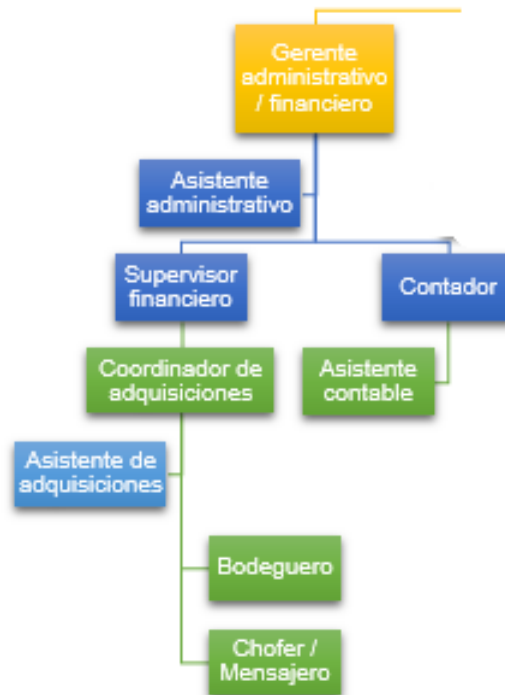 Gerente
administrativo
/ financiero
Asistente
administrativo
Supervisor
financiero
Contador
Coordinador de
adquisiciones
Asistente
contable
Asistente de
adquisiciones
Bodeguero
Chofer /
Mensajero